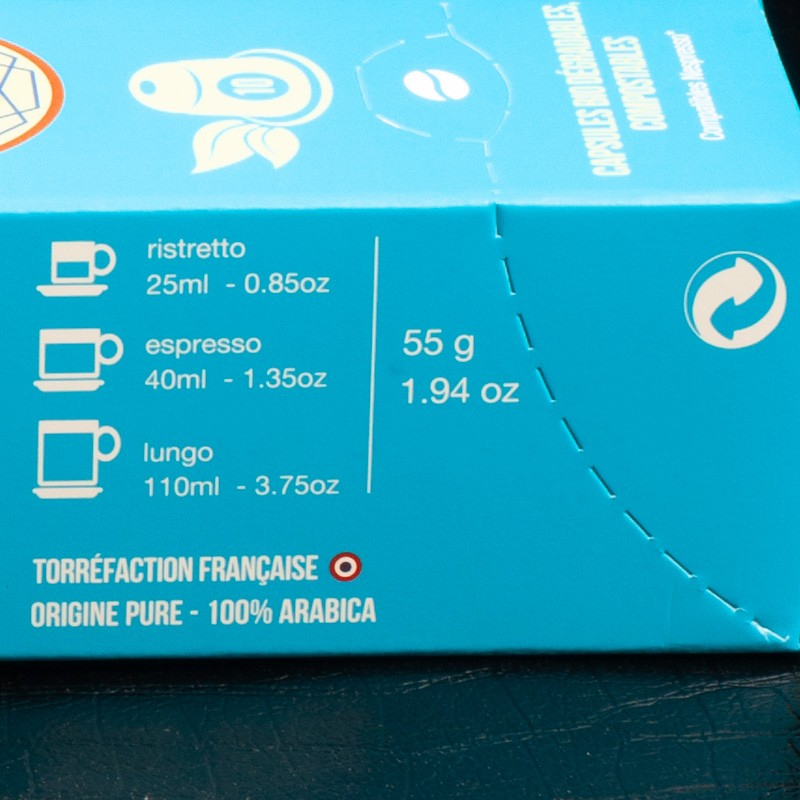 10
CAPSULES BIODÉGRADABLES,
COMPOSTABLES
Compatibles Nespresso*
ristretto
25ml - 0.85oz
espresso
40ml - 1.35oz
lungo
110ml - 3.75oz
55 g
1.94 oz
TORRÉFACTION FRANÇAISE
ORIGINE PURE - 100% ARABICA